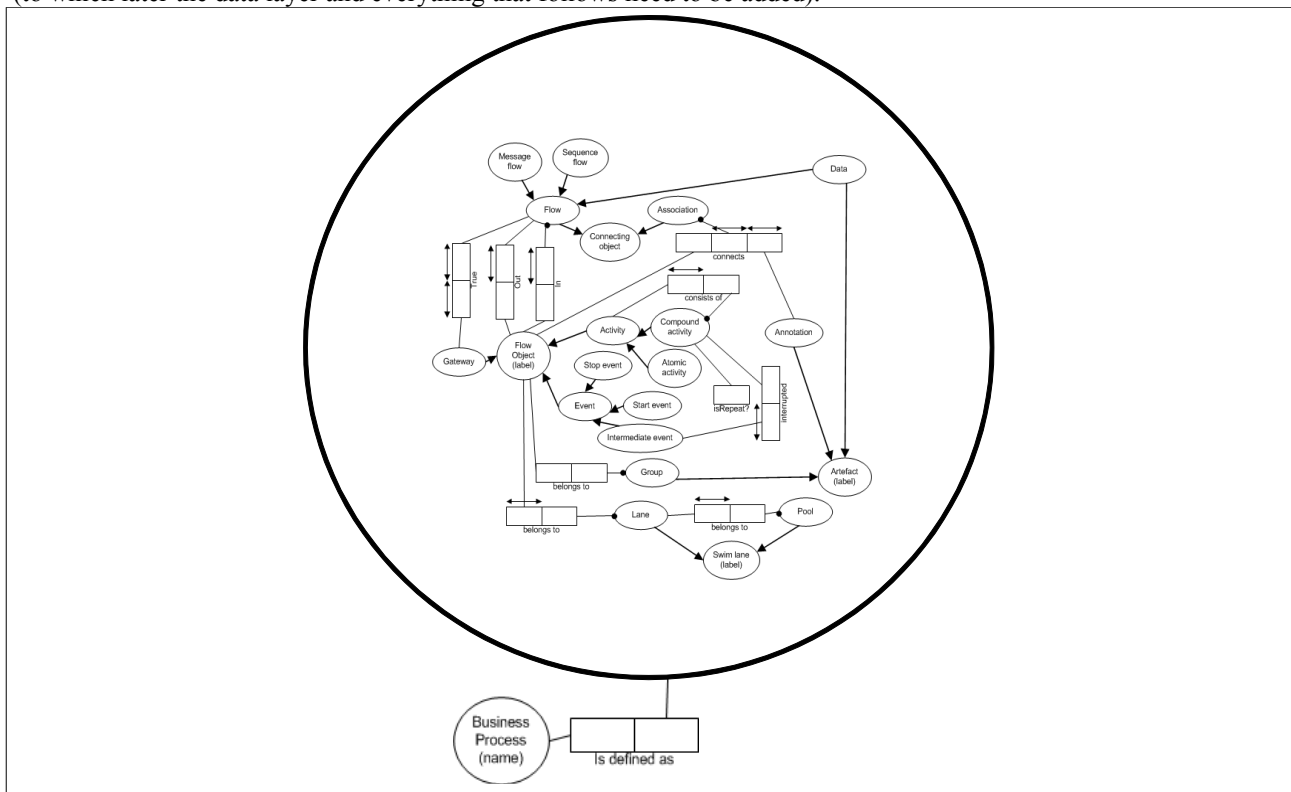 (to which later the data layer and everything that follows need to be added).
Message
flow
Sequence
flow
Data
Flow
Association
Connecting
object
connects
True
Out
In
consists of
Gateway
Flow
Object
(label)
Activity
Compound
activity
Annotation
Stop event
Atomic
activity
isRepeat?
interrupted
Event
Start event
Intermediate event
belongs to
Group
Artefact
(label)
belongs to
Lane
belongs to
Pool
Swim lane
(label)
Business
Process
(name)
Is defined as